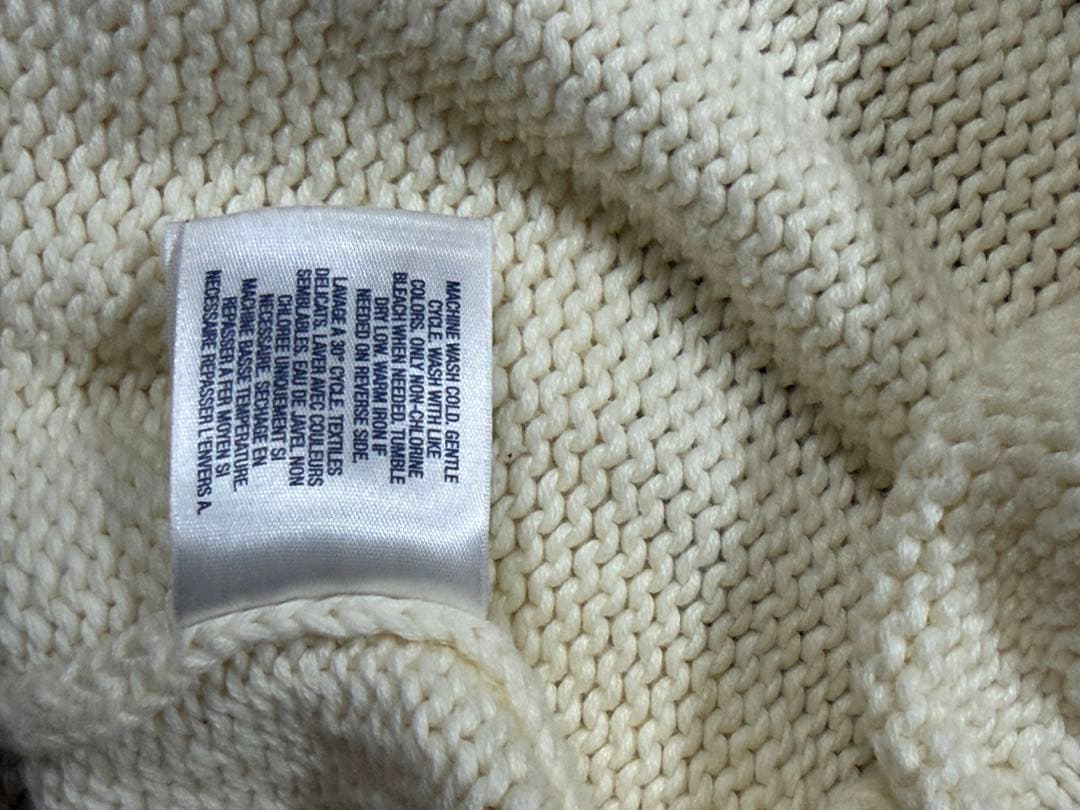 MACHINE WASH COLD, GENTLE
CYCLE. WASH WITH LIKE
COLORS. ONLY NON-CHLORINE
BLEACH WHEN NEEDED. TUMBLE
DRY LOW. WARM IRON IF
NEEDED ON REVERSE SIDE.
LAVAGE A 30° CYCLE. TEXTILES
DELICATS. LAVER AVEC COULEURS
SEMBLABLES. EAU DE JAVEL NON
CHLOREE UNIQUEMENT SI
NECESSAIRE. SECHAGE EN
MACHINE BASSE TEMPERATURE.
REPASSER A FER MOYEN SI
NECESSAIRE REPASSER L'ENVERS A.